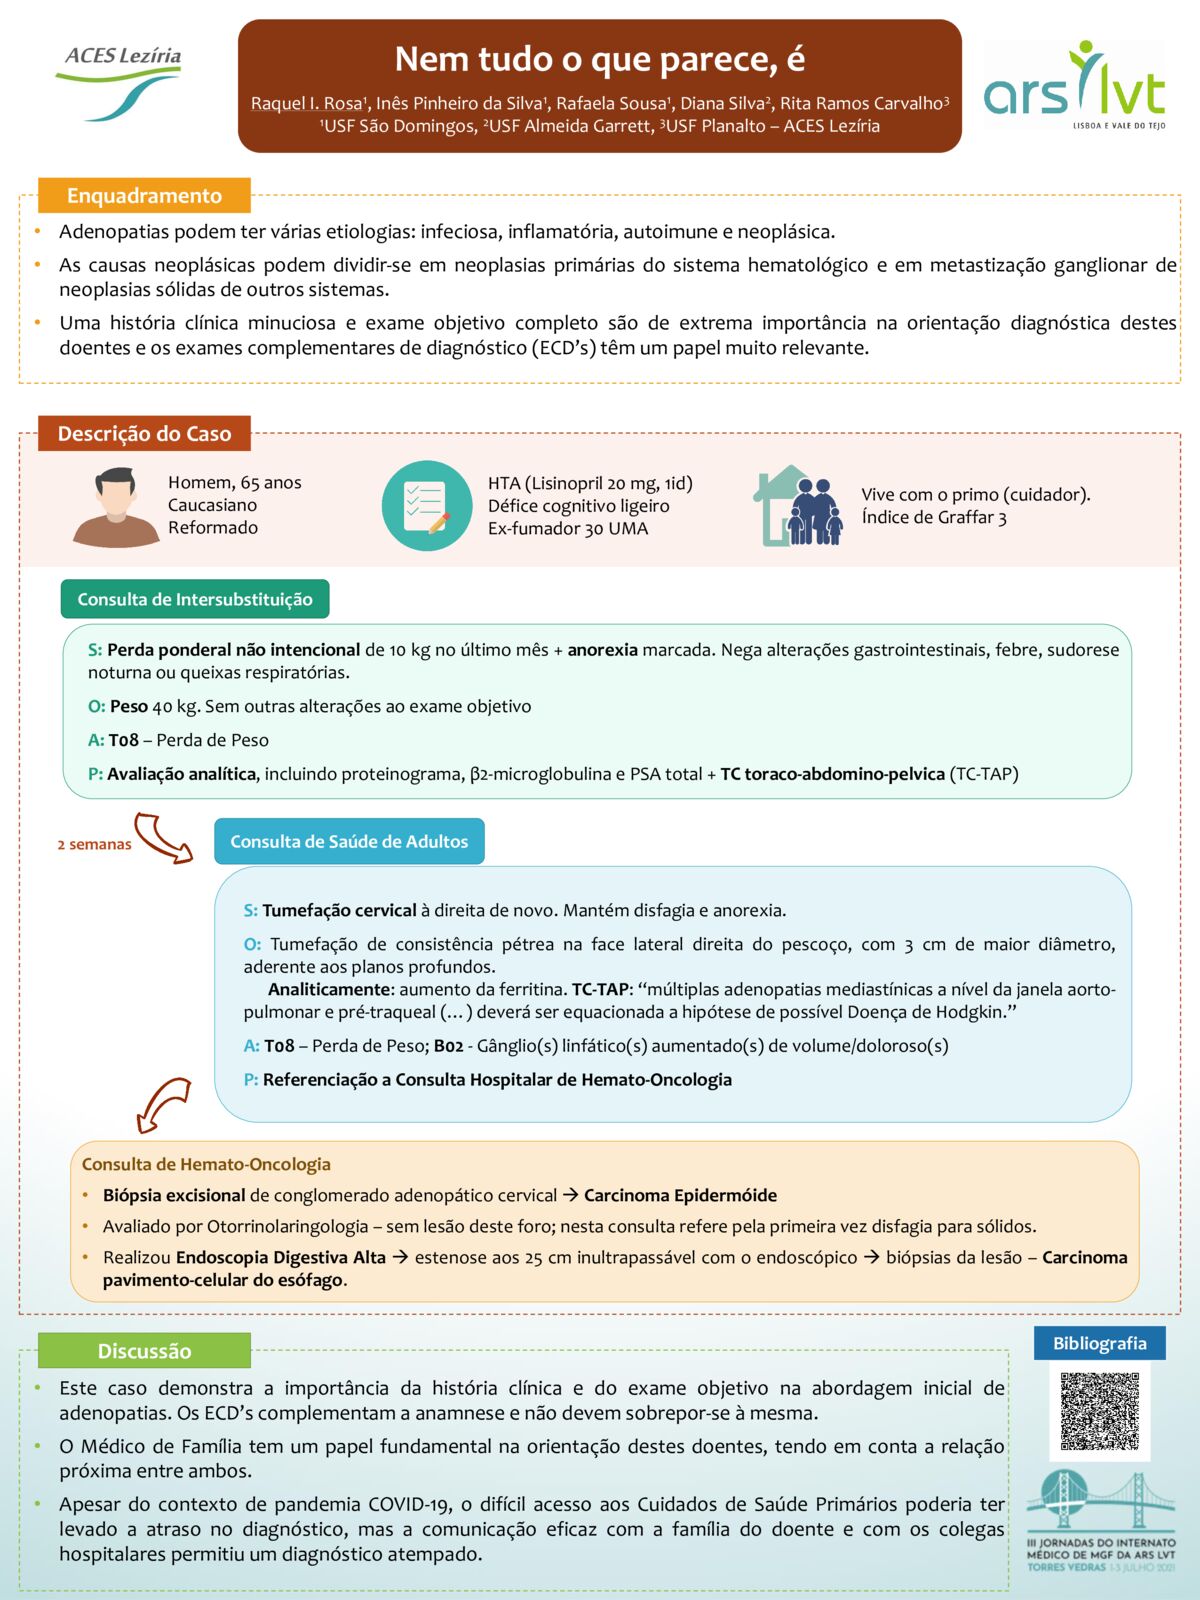 ACES Lezíria
Nem tudo o que parece, é
Raquel I. Rosa¹, Inês Pinheiro da Silva¹, Rafaela Sousa¹, Diana Silva², Rita Ramos Carvalho³
¹USF São Domingos, ²USF Almeida Garrett, ³USF Planalto – ACES Lezíria
ars lvt
LISBOA E VALE DO TEJO
Enquadramento
• Adenopatias podem ter várias etiologias: infeciosa, inflamatória, autoimune e neoplásica.
• As causas neoplásicas podem dividir-se em neoplasias primárias do sistema hematológico e em metastização ganglionar de
neoplasias sólidas de outros sistemas.
• Uma história clínica minuciosa e exame objetivo completo são de extrema importância na orientação diagnóstica destes
doentes e os exames complementares de diagnóstico (ECD’s) têm um papel muito relevante.
Descrição do Caso
Homem, 65 anos
Caucasiano
Reformado
HTA (Lisinopril 20 mg, 1id)
Défice cognitivo ligeiro
Ex-fumador 30 UMA
Vive com o primo (cuidador).
Índice de Graffar 3
Consulta de Intersubstituição
S: Perda ponderal não intencional de 10 kg no último mês + anorexia marcada. Nega alterações gastrointestinais, febre, sudorese
noturna ou queixas respiratórias.
O: Peso 40 kg. Sem outras alterações ao exame objetivo
A: T08 – Perda de Peso
P: Avaliação analítica, incluindo proteinograma, β2-microglobulina e PSA total + TC toraco-abdomino-pelvica (TC-TAP)
2 semanas
Consulta de Saúde de Adultos
S: Tumefação cervical à direita de novo. Mantém disfagia e anorexia.
O: Tumefação de consistência pétrea na face lateral direita do pescoço, com 3 cm de maior diâmetro,
aderente aos planos profundos.
Analiticamente: aumento da ferritina. TC-TAP: “múltiplas adenopatias mediastínicas a nível da janela aorto-
pulmonar e pré-traqueal (…) deverá ser equacionada a hipótese de possível Doença de Hodgkin.”
A: T08 – Perda de Peso; B02 - Gânglio(s) linfático(s) aumentado(s) de volume/doloroso(s)
P: Referenciação a Consulta Hospitalar de Hemato-Oncologia
Consulta de Hemato-Oncologia
• Biópsia excisional de conglomerado adenopático cervical → Carcinoma Epidermóide
• Avaliado por Otorrinolaringologia – sem lesão deste foro; nesta consulta refere pela primeira vez disfagia para sólidos.
• Realizou Endoscopia Digestiva Alta → estenose aos 25 cm inultrapassável com o endoscópico → biópsias da lesão – Carcinoma
pavimento-celular do esófago.
Discussão
• Este caso demonstra a importância da história clínica e do exame objetivo na abordagem inicial de
adenopatias. Os ECD’s complementam a anamnese e não devem sobrepor-se à mesma.
• O Médico de Família tem um papel fundamental na orientação destes doentes, tendo em conta a relação
próxima entre ambos.
• Apesar do contexto de pandemia COVID-19, o difícil acesso aos Cuidados de Saúde Primários poderia ter
levado a atraso no diagnóstico, mas a comunicação eficaz com a família do doente e com os colegas
hospitalares permitiu um diagnóstico atempado.
Bibliografia
III JORNADAS DO INTERNATO
MÉDICO DE MGF DA ARS LVT
TORRES VEDRAS 1-3 JULHO 2021